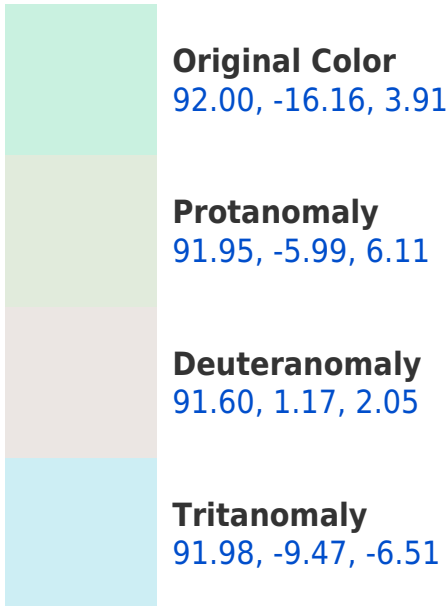 Original Color
92.00, -16.16, 3.91
Protanomaly
91.95, -5.99, 6.11
Deuteranomaly
91.60, 1.17, 2.05
Tritanomaly
91.98, -9.47, -6.51